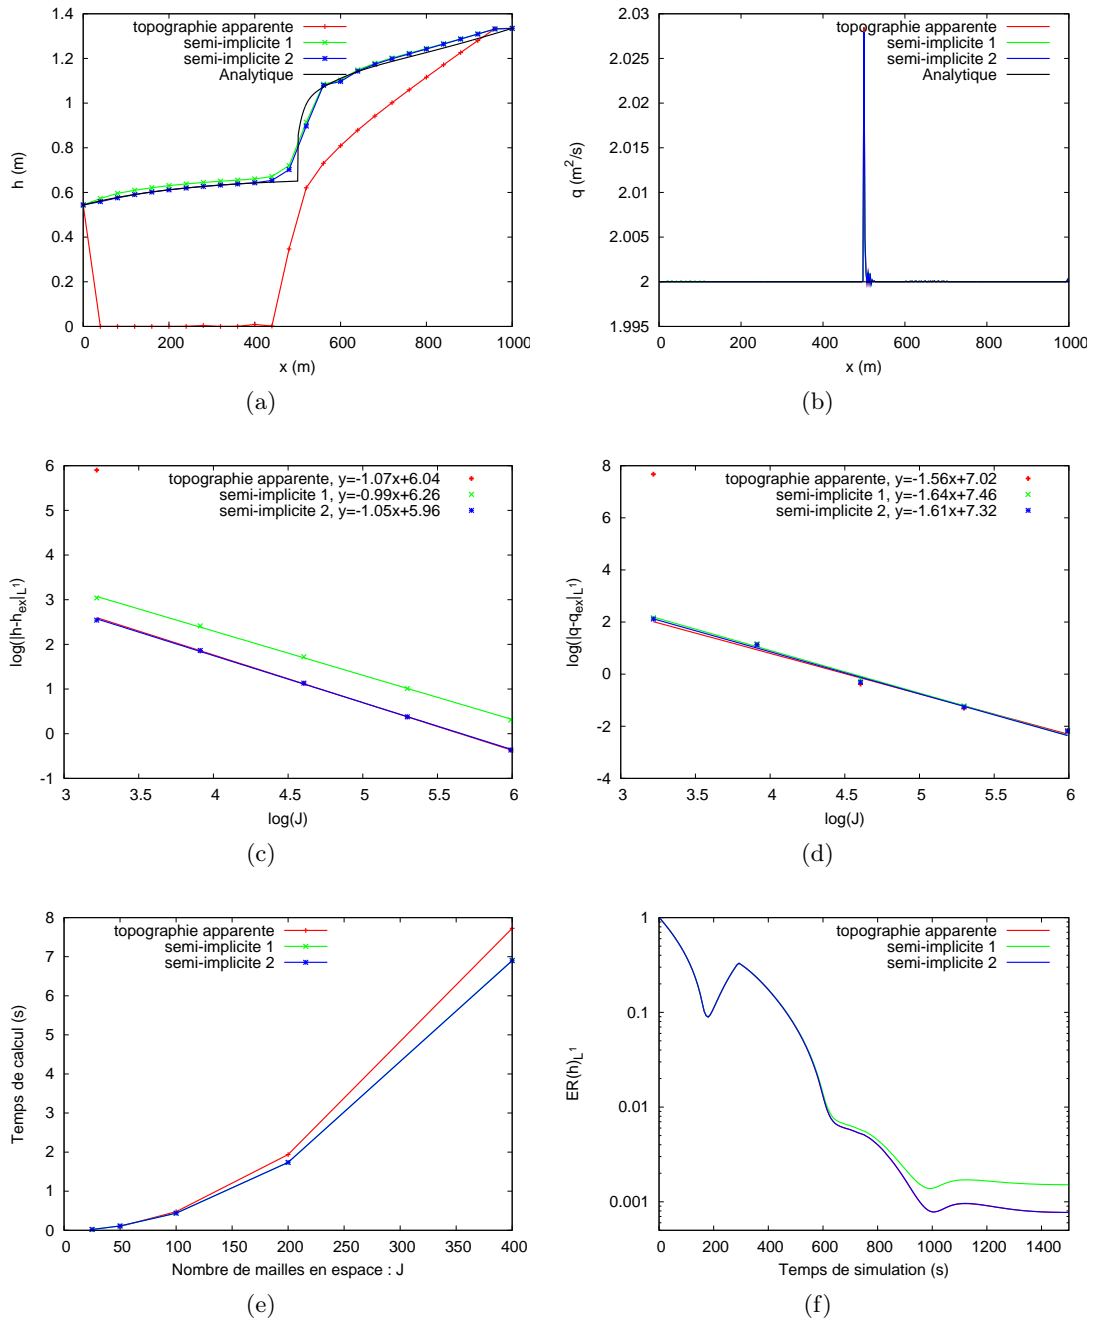 topographie apparente
semi-implicite 1
semi-implicite 2
Analytique
h (m)
1.4
1.2
1
0.8
0.6
0.4
0.2
0
0 200 400 600 800 1000
x (m)
(a)
topographie apparente
semi-implicite 1
semi-implicite 2
Analytique
q (m²/s)
2.03
2.025
2.02
2.015
2.01
2.005
2
1.995
0 200 400 600 800 1000
x (m)
(b)
topographie apparente, y=-1.07x+6.04
semi-implicite 1, y=-0.99x+6.26
semi-implicite 2, y=-1.05x+5.96
log(|h-h_ex|_L¹)
6
5
4
3
2
1
0
-1
3 3.5 4 4.5 5 5.5 6
log(J)
(c)
topographie apparente, y=-1.56x+7.02
semi-implicite 1, y=-1.64x+7.46
semi-implicite 2, y=-1.61x+7.32
log(|q-q_ex|_L¹)
8
6
4
2
0
-2
-4
3 3.5 4 4.5 5 5.5 6
log(J)
(d)
topographie apparente
semi-implicite 1
semi-implicite 2
Temps de calcul (s)
8
7
6
5
4
3
2
1
0
0 50 100 150 200 250 300 350 400
Nombre de mailles en espace : J
(e)
topographie apparente
semi-implicite 1
semi-implicite 2
ER(h)_L¹
1
0.1
0.01
0.001
0 200 400 600 800 1000 1200 1400
Temps de simulation (s)
(f)